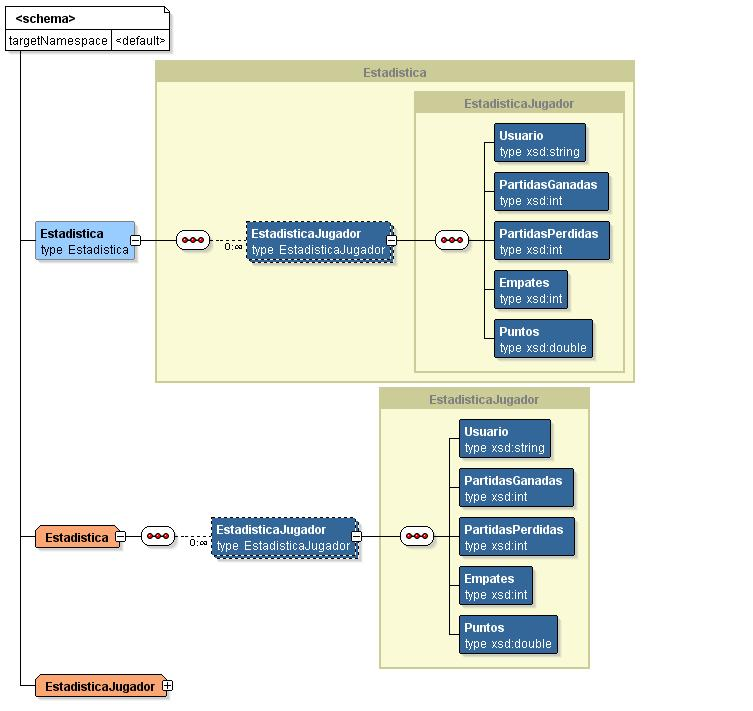 <schema>
targetNamespace <default>
Estadistica
EstadisticaJugador
Usuario
type xsd:string
PartidasGanadas
type xsd:int
Estadistica
type Estadistica
0:∞
EstadisticaJugador
type EstadisticaJugador
PartidasPerdidas
type xsd:int
Empates
type xsd:int
Puntos
type xsd:double
EstadisticaJugador
Usuario
type xsd:string
PartidasGanadas
type xsd:int
Estadistica
0:∞
EstadisticaJugador
type EstadisticaJugador
PartidasPerdidas
type xsd:int
Empates
type xsd:int
Puntos
type xsd:double
EstadisticaJugador